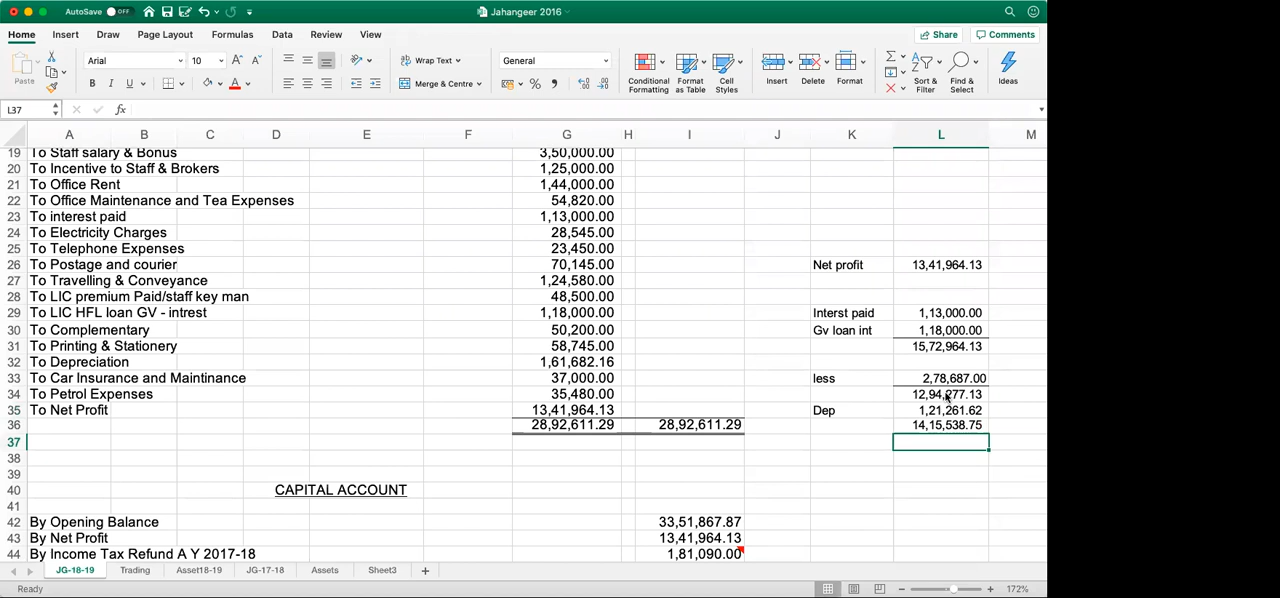 AutoSave OFF Jahangeer 2016
Home Insert Draw Page Layout Formulas Data Review View Share Comments
Paste Arial 10 A A Wrap Text General Σ
B I U A Merge & Centre % Conditional Formatting Format as Table Cell Styles Insert Delete Format Sort & Filter Find & Select Ideas
L37 fx
A B C D E F G H I J K L M
19 To Staff salary & Bonus 3,50,000.00
20 To Incentive to Staff & Brokers 1,25,000.00
21 To Office Rent 1,44,000.00
22 To Office Maintenance and Tea Expenses 54,820.00
23 To interest paid 1,13,000.00
24 To Electricity Charges 28,545.00
25 To Telephone Expenses 23,450.00
26 To Postage and courier 70,145.00 Net profit 13,41,964.13
27 To Travelling & Conveyance 1,24,580.00
28 To LIC premium Paid/staff key man 48,500.00
29 To LIC HFL loan GV - intrest 1,18,000.00 Interst paid 1,13,000.00
30 To Complementary 50,200.00 Gv loan int 1,18,000.00
31 To Printing & Stationery 58,745.00 15,72,964.13
32 To Depreciation 1,61,682.16
33 To Car Insurance and Maintinance 37,000.00 less 2,78,687.00
34 To Petrol Expenses 35,480.00 12,94,277.13
35 To Net Profit 13,41,964.13 Dep 1,21,261.62
36 28,92,611.29 28,92,611.29 14,15,538.75
37
38
39
40 CAPITAL ACCOUNT
41
42 By Opening Balance 33,51,867.87
43 By Net Profit 13,41,964.13
44 By Income Tax Refund A Y 2017-18 1,81,090.00
JG-18-19 Trading Asset18-19 JG-17-18 Assets Sheet3 +
Ready 172%